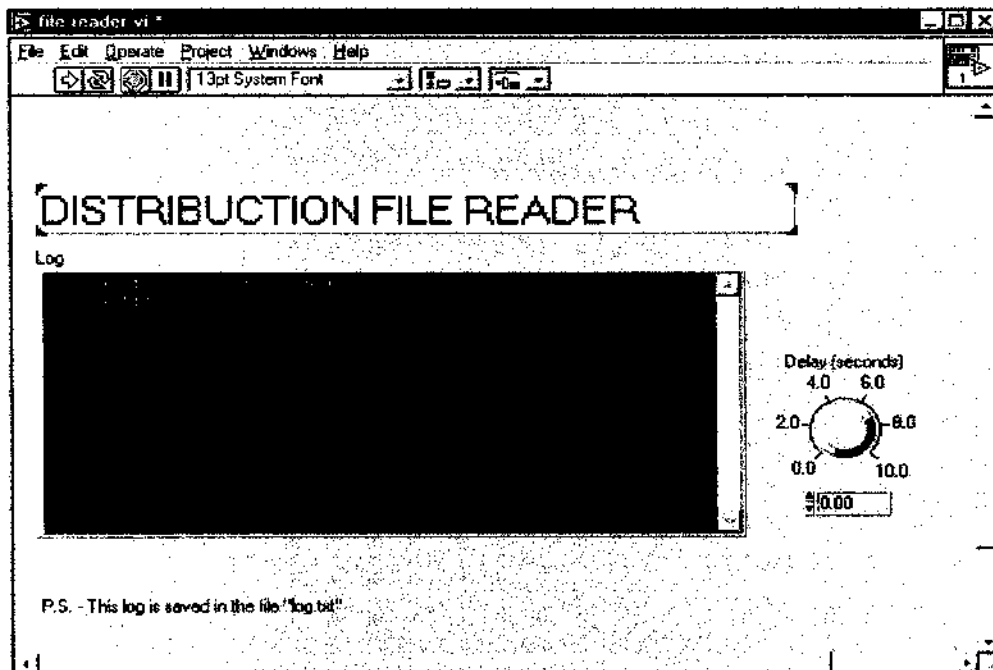 file reader.vi *
File Edit Operate Project Windows Help
13pt System Font
1
DISTRIBUCTION FILE READER
Log
Delay (seconds)
4.0 6.0
2.0 8.0
0.0 10.0
0.00
P.S. - This log is saved in the file "log.txt"